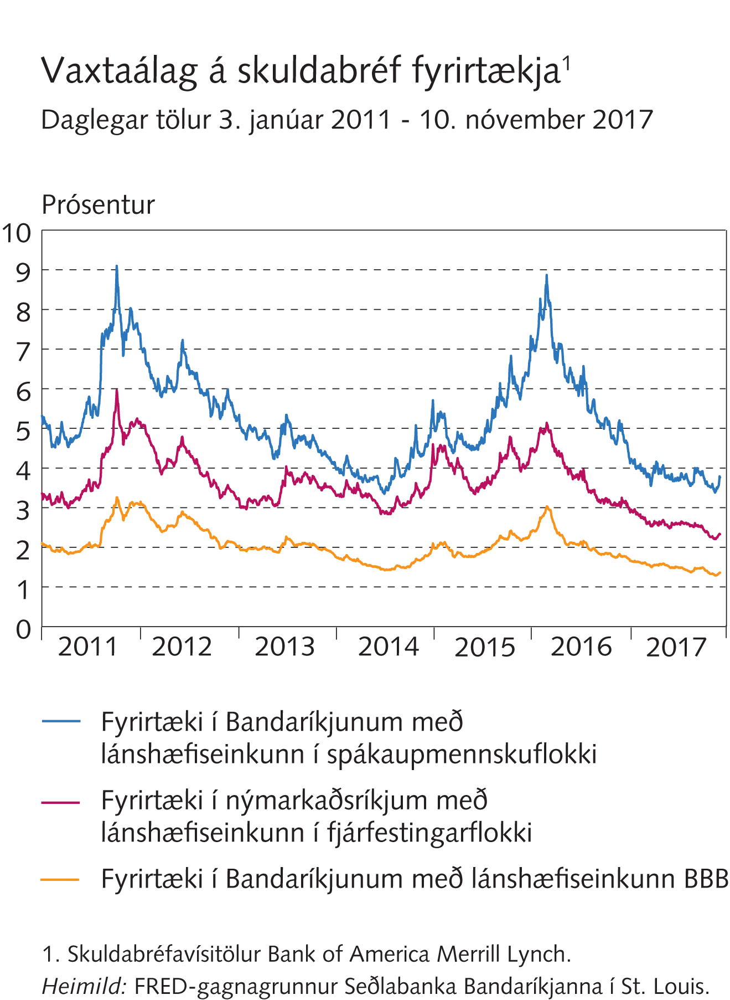 Vaxtaálag á skuldabréf fyrirtækja¹
Daglegar tölur 3. janúar 2011 - 10. nóvember 2017
Prósentur
10
9
8
7
6
5
4
3
2
1
0
2011 2012 2013 2014 2015 2016 2017
Fyrirtæki í Bandaríkjunum með
lánshæfiseinkunn í spákaupmennskuflokki
Fyrirtæki í nýmarkaðsríkjum með
lánshæfiseinkunn í fjárfestingarflokki
Fyrirtæki í Bandaríkjunum með lánshæfiseinkunn BBB
1. Skuldabréfavísitölur Bank of America Merrill Lynch.
Heimild: FRED-gagnagrunnur Seðlabanka Bandaríkjanna í St. Louis.